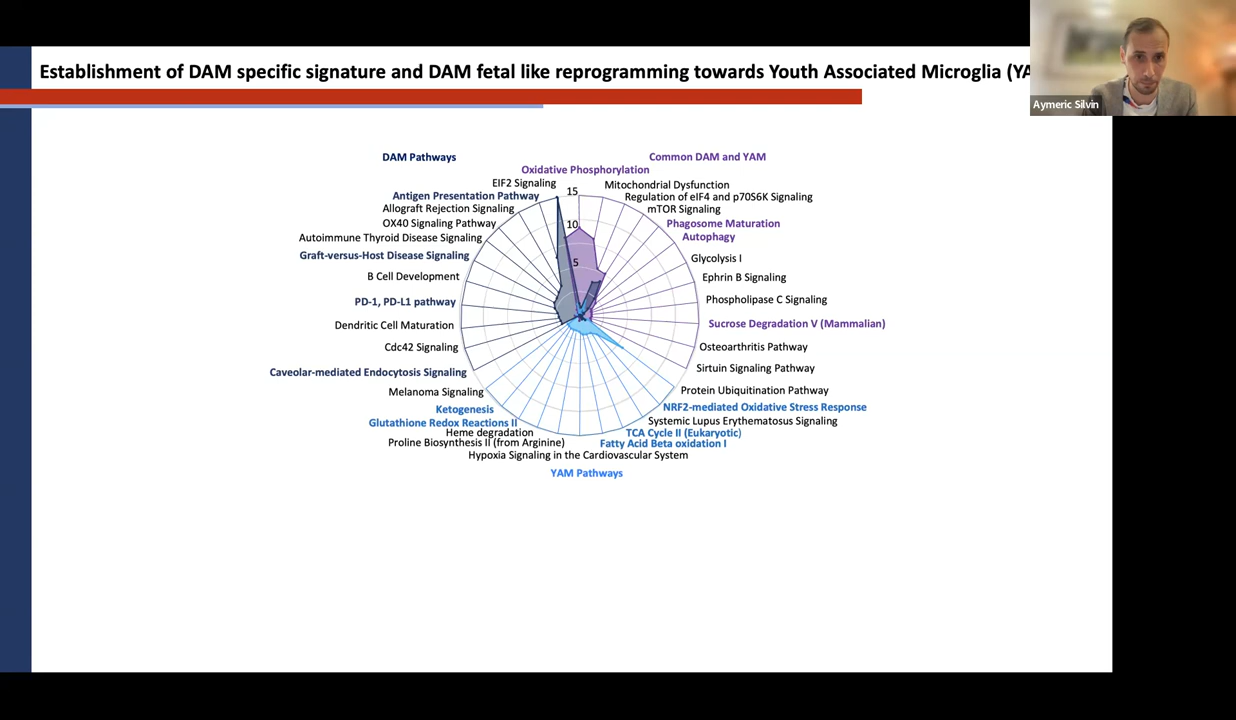 Establishment of DAM specific signature and DAM fetal like reprogramming towards Youth Associated Microglia (YA
Aymeric Silvin
DAM Pathways
Common DAM and YAM
Oxidative Phosphorylation
EIF2 Signaling
Mitochondrial Dysfunction
15
Antigen Presentation Pathway
Regulation of eIF4 and p70S6K Signaling
Allograft Rejection Signaling
mTOR Signaling
OX40 Signaling Pathway
10
Phagosome Maturation
Autoimmune Thyroid Disease Signaling
Autophagy
Graft-versus-Host Disease Signaling
5
Glycolysis I
B Cell Development
Ephrin B Signaling
PD-1, PD-L1 pathway
Phospholipase C Signaling
Dendritic Cell Maturation
Sucrose Degradation V (Mammalian)
Cdc42 Signaling
Osteoarthritis Pathway
Caveolar-mediated Endocytosis Signaling
Sirtuin Signaling Pathway
Melanoma Signaling
Protein Ubiquitination Pathway
Ketogenesis
NRF2-mediated Oxidative Stress Response
Glutathione Redox Reactions II
Systemic Lupus Erythematosus Signaling
Heme degradation
TCA Cycle II (Eukaryotic)
Proline Biosynthesis II (from Arginine)
Fatty Acid Beta oxidation I
Hypoxia Signaling in the Cardiovascular System
YAM Pathways